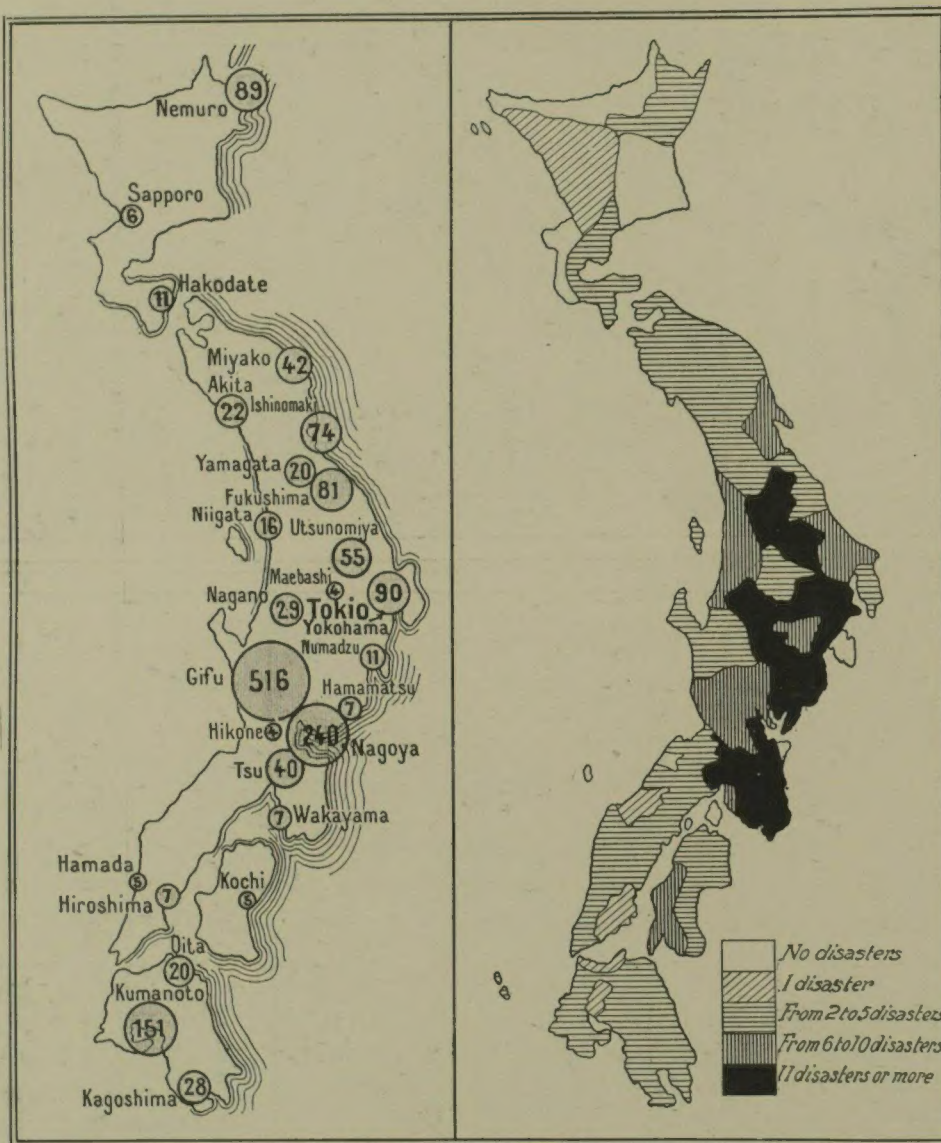 89
Nemuro
Sapporo
6
Hakodate
11
Miyako
42
Akita
22
Ishinomaki
74
Yamagata
20
Fukushima
81
Niigata
16
Utsunomiya
55
Maebashi
4
Nagano
29
Tokio
90
Yokohama
Numadzu
11
Gifu
516
Hamamatsu
7
Hikone
4
240
Nagoya
Tsu
40
7
Wakayama
Hamada
5
Hiroshima
7
Kochi
5
Oita
20
Kumanoto
151
Kagoshima
28
No disasters
1 disaster
From 2 to 5 disasters
From 6 to 10 disasters
11 disasters or more